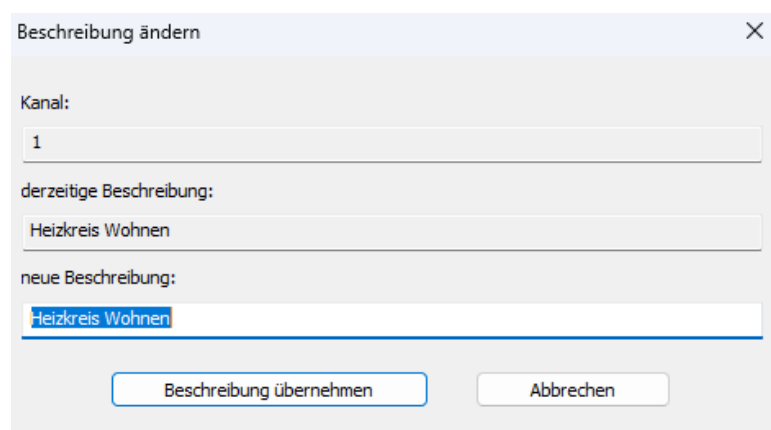 Beschreibung ändern
Kanal:
1
derzeitige Beschreibung:
Heizkreis Wohnen
neue Beschreibung:
Heizkreis Wohnen
Beschreibung übernehmen Abbrechen